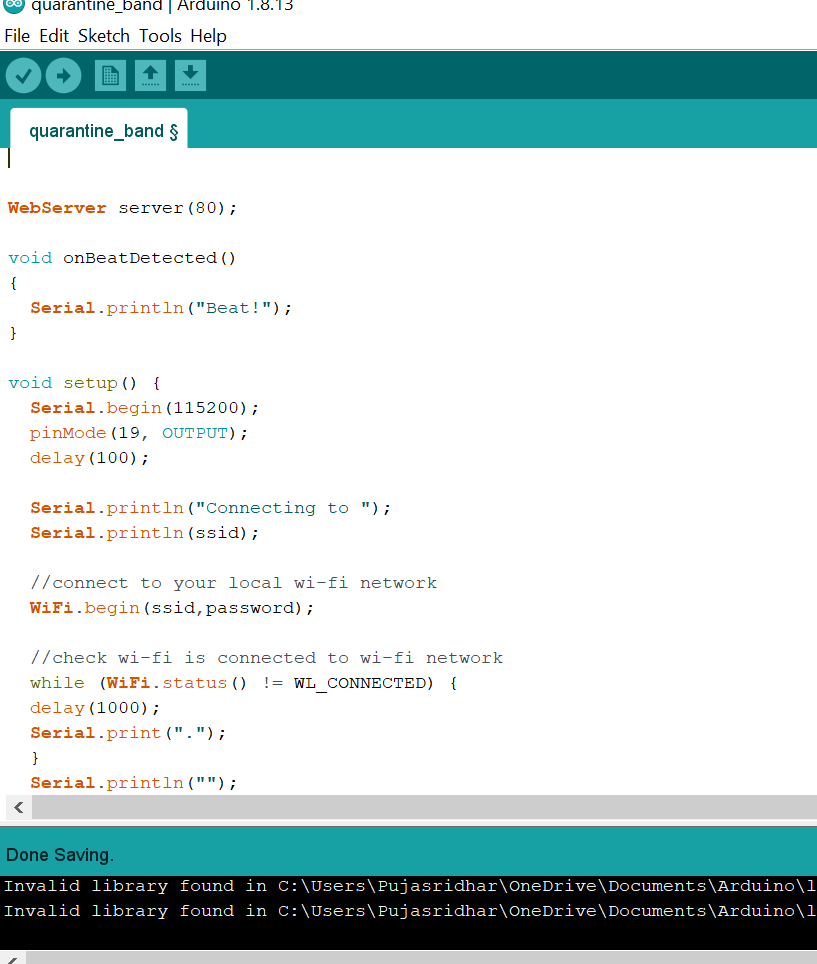 quarantine_band | Arduino 1.8.13
File Edit Sketch Tools Help
quarantine_band §
WebServer server(80);
void onBeatDetected()
{
Serial.println("Beat!");
}
void setup() {
Serial.begin(115200);
pinMode(19, OUTPUT);
delay(100);
Serial.println("Connecting to ");
Serial.println(ssid);
//connect to your local wi-fi network
WiFi.begin(ssid,password);
//check wi-fi is connected to wi-fi network
while (WiFi.status() != WL_CONNECTED) {
delay(1000);
Serial.print(".");
}
Serial.println("");
Done Saving.
Invalid library found in C:\Users\Pujasridhar\OneDrive\Documents\Arduino\l
Invalid library found in C:\Users\Pujasridhar\OneDrive\Documents\Arduino\l